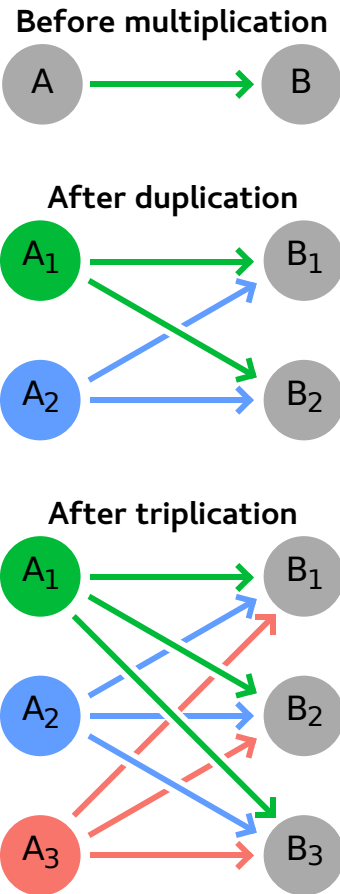 Before multiplication
A B
After duplication
A1 B1
A2 B2
After triplication
A1 B1
A2 B2
A3 B3